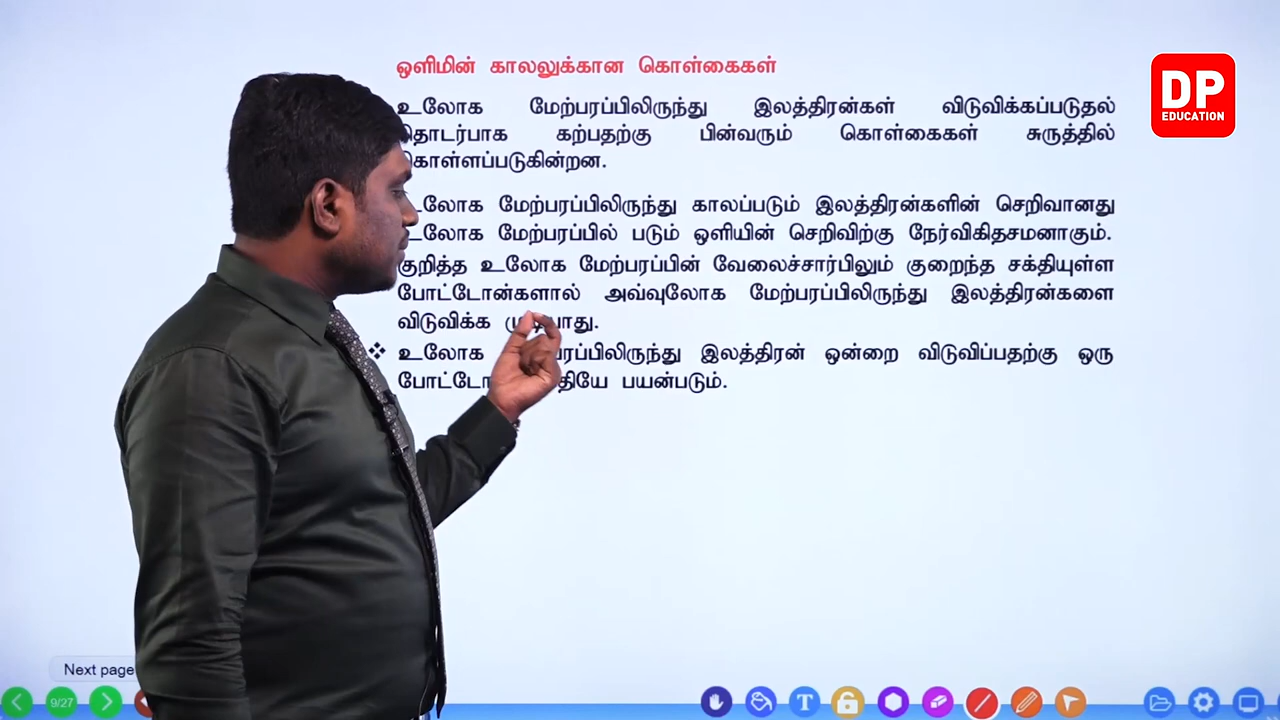 ஒளிமின் காலலுக்கான கொள்கைகள்
DP
EDUCATION
உலோக மேற்பரப்பிலிருந்து இலத்திரன்கள் விடுவிக்கப்படுதல்
தொடர்பாக கற்பதற்கு பின்வரும் கொள்கைகள் சுருத்தில்
கொள்ளப்படுகின்றன.
உலோக மேற்பரப்பிலிருந்து காலப்படும் இலத்திரன்களின் செறிவானது
உலோக மேற்பரப்பில் படும் ஒளியின் செறிவிற்கு நேர்விகிதசமனாகும்.
குறித்த உலோக மேற்பரப்பின் வேலைச்சார்பிலும் குறைந்த சக்தியுள்ள
போட்டோன்களால் அவ்வுலோக மேற்பரப்பிலிருந்து இலத்திரன்களை
விடுவிக்க முடியாது.
❖ உலோக இலத்திரன் ஒன்றை விடுவிப்பதற்கு ஒரு
பயன்படும்.
Next page
9/27